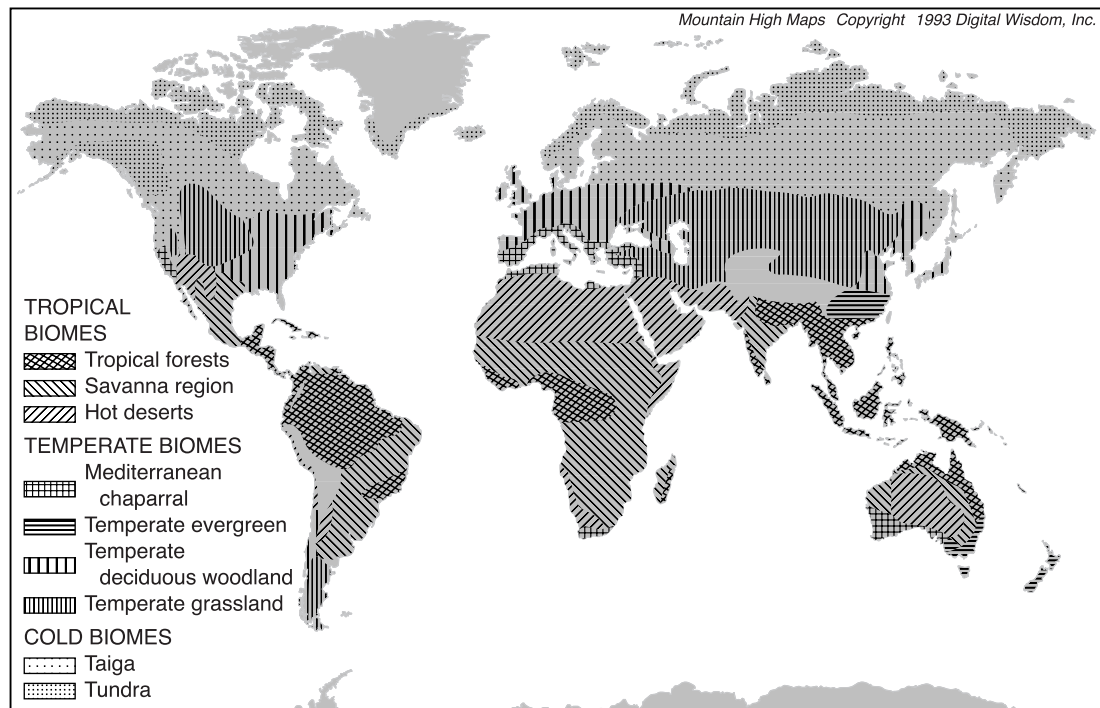 Mountain High Maps Copyright 1993 Digital Wisdom, Inc.
TROPICAL
BIOMES
Tropical forests
Savanna region
Hot deserts
TEMPERATE BIOMES
Mediterranean
chaparral
Temperate evergreen
Temperate
deciduous woodland
Temperate grassland
COLD BIOMES
Taiga
Tundra